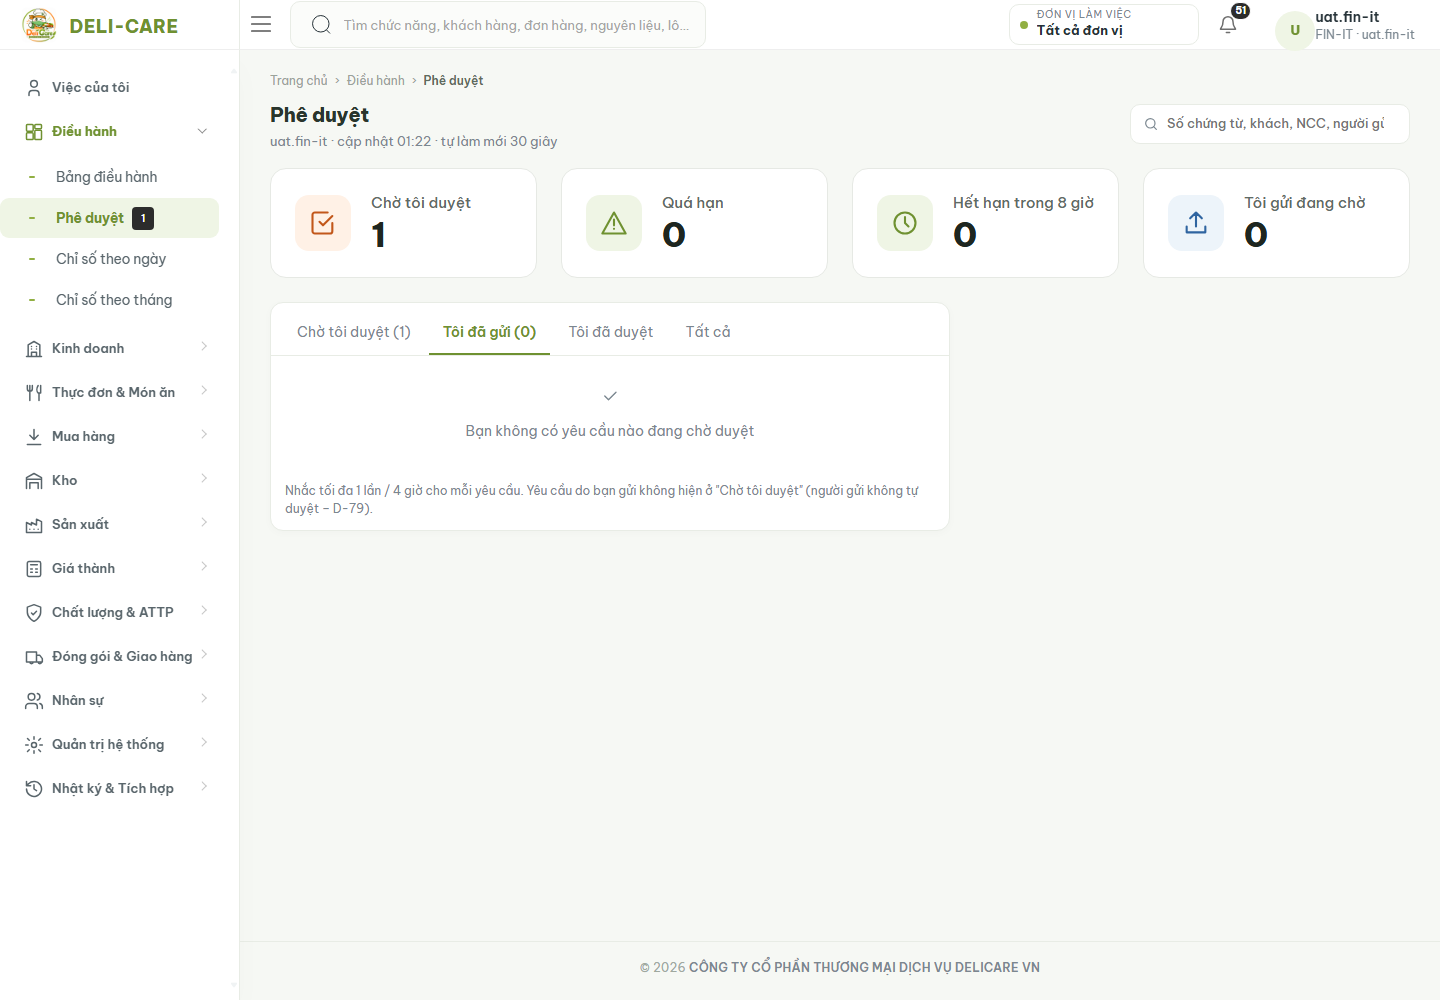 DELI-CARE
Tìm chức năng, khách hàng, đơn hàng, nguyên liệu, lô...
ĐƠN VỊ LÀM VIỆC
Tất cả đơn vị
51
U
uat.fin-it
FIN-IT · uat.fin-it
Việc của tôi
Điều hành
Bảng điều hành
Phê duyệt 1
Chỉ số theo ngày
Chỉ số theo tháng
Kinh doanh
Thực đơn & Món ăn
Mua hàng
Kho
Sản xuất
Giá thành
Chất lượng & ATTP
Đóng gói & Giao hàng
Nhân sự
Quản trị hệ thống
Nhật ký & Tích hợp
Trang chủ › Điều hành › Phê duyệt
Phê duyệt
uat.fin-it · cập nhật 01:22 · tự làm mới 30 giây
Số chứng từ, khách, NCC, người gử
Chờ tôi duyệt
1
Quá hạn
0
Hết hạn trong 8 giờ
0
Tôi gửi đang chờ
0
Chờ tôi duyệt (1) Tôi đã gửi (0) Tôi đã duyệt Tất cả
Bạn không có yêu cầu nào đang chờ duyệt
Nhắc tối đa 1 lần / 4 giờ cho mỗi yêu cầu. Yêu cầu do bạn gửi không hiện ở "Chờ tôi duyệt" (người gửi không tự
duyệt – D-79).
© 2026 CÔNG TY CỔ PHẦN THƯƠNG MẠI DỊCH VỤ DELICARE VN